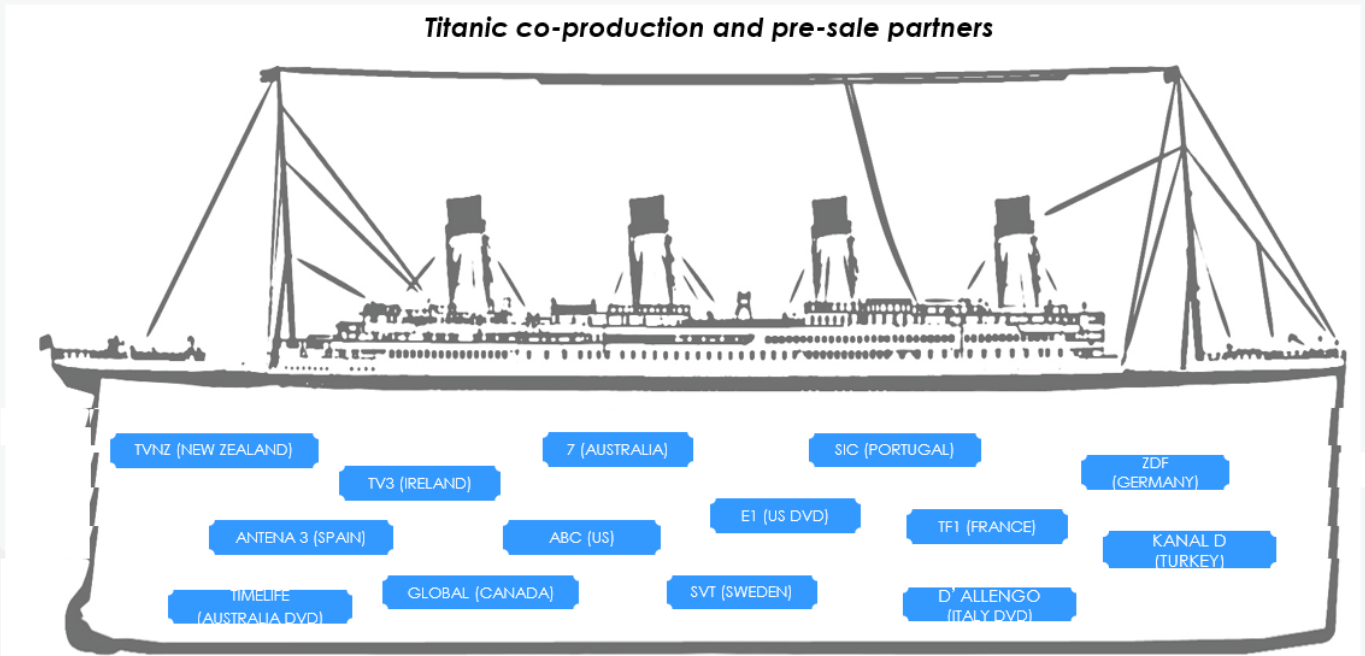 Titanic co-production and pre-sale partners
TVNZ (NEW ZEALAND)
7 (AUSTRALIA)
SIC (PORTUGAL)
ZDF
(GERMANY)
TV3 (IRELAND)
E1 (US DVD)
TF1 (FRANCE)
ANTENA 3 (SPAIN)
ABC (US)
KANAL D
(TURKEY)
TIMELIFE
(AUSTRALIA DVD)
GLOBAL (CANADA)
SVT (SWEDEN)
D' ALLENGO
(ITALY DVD)